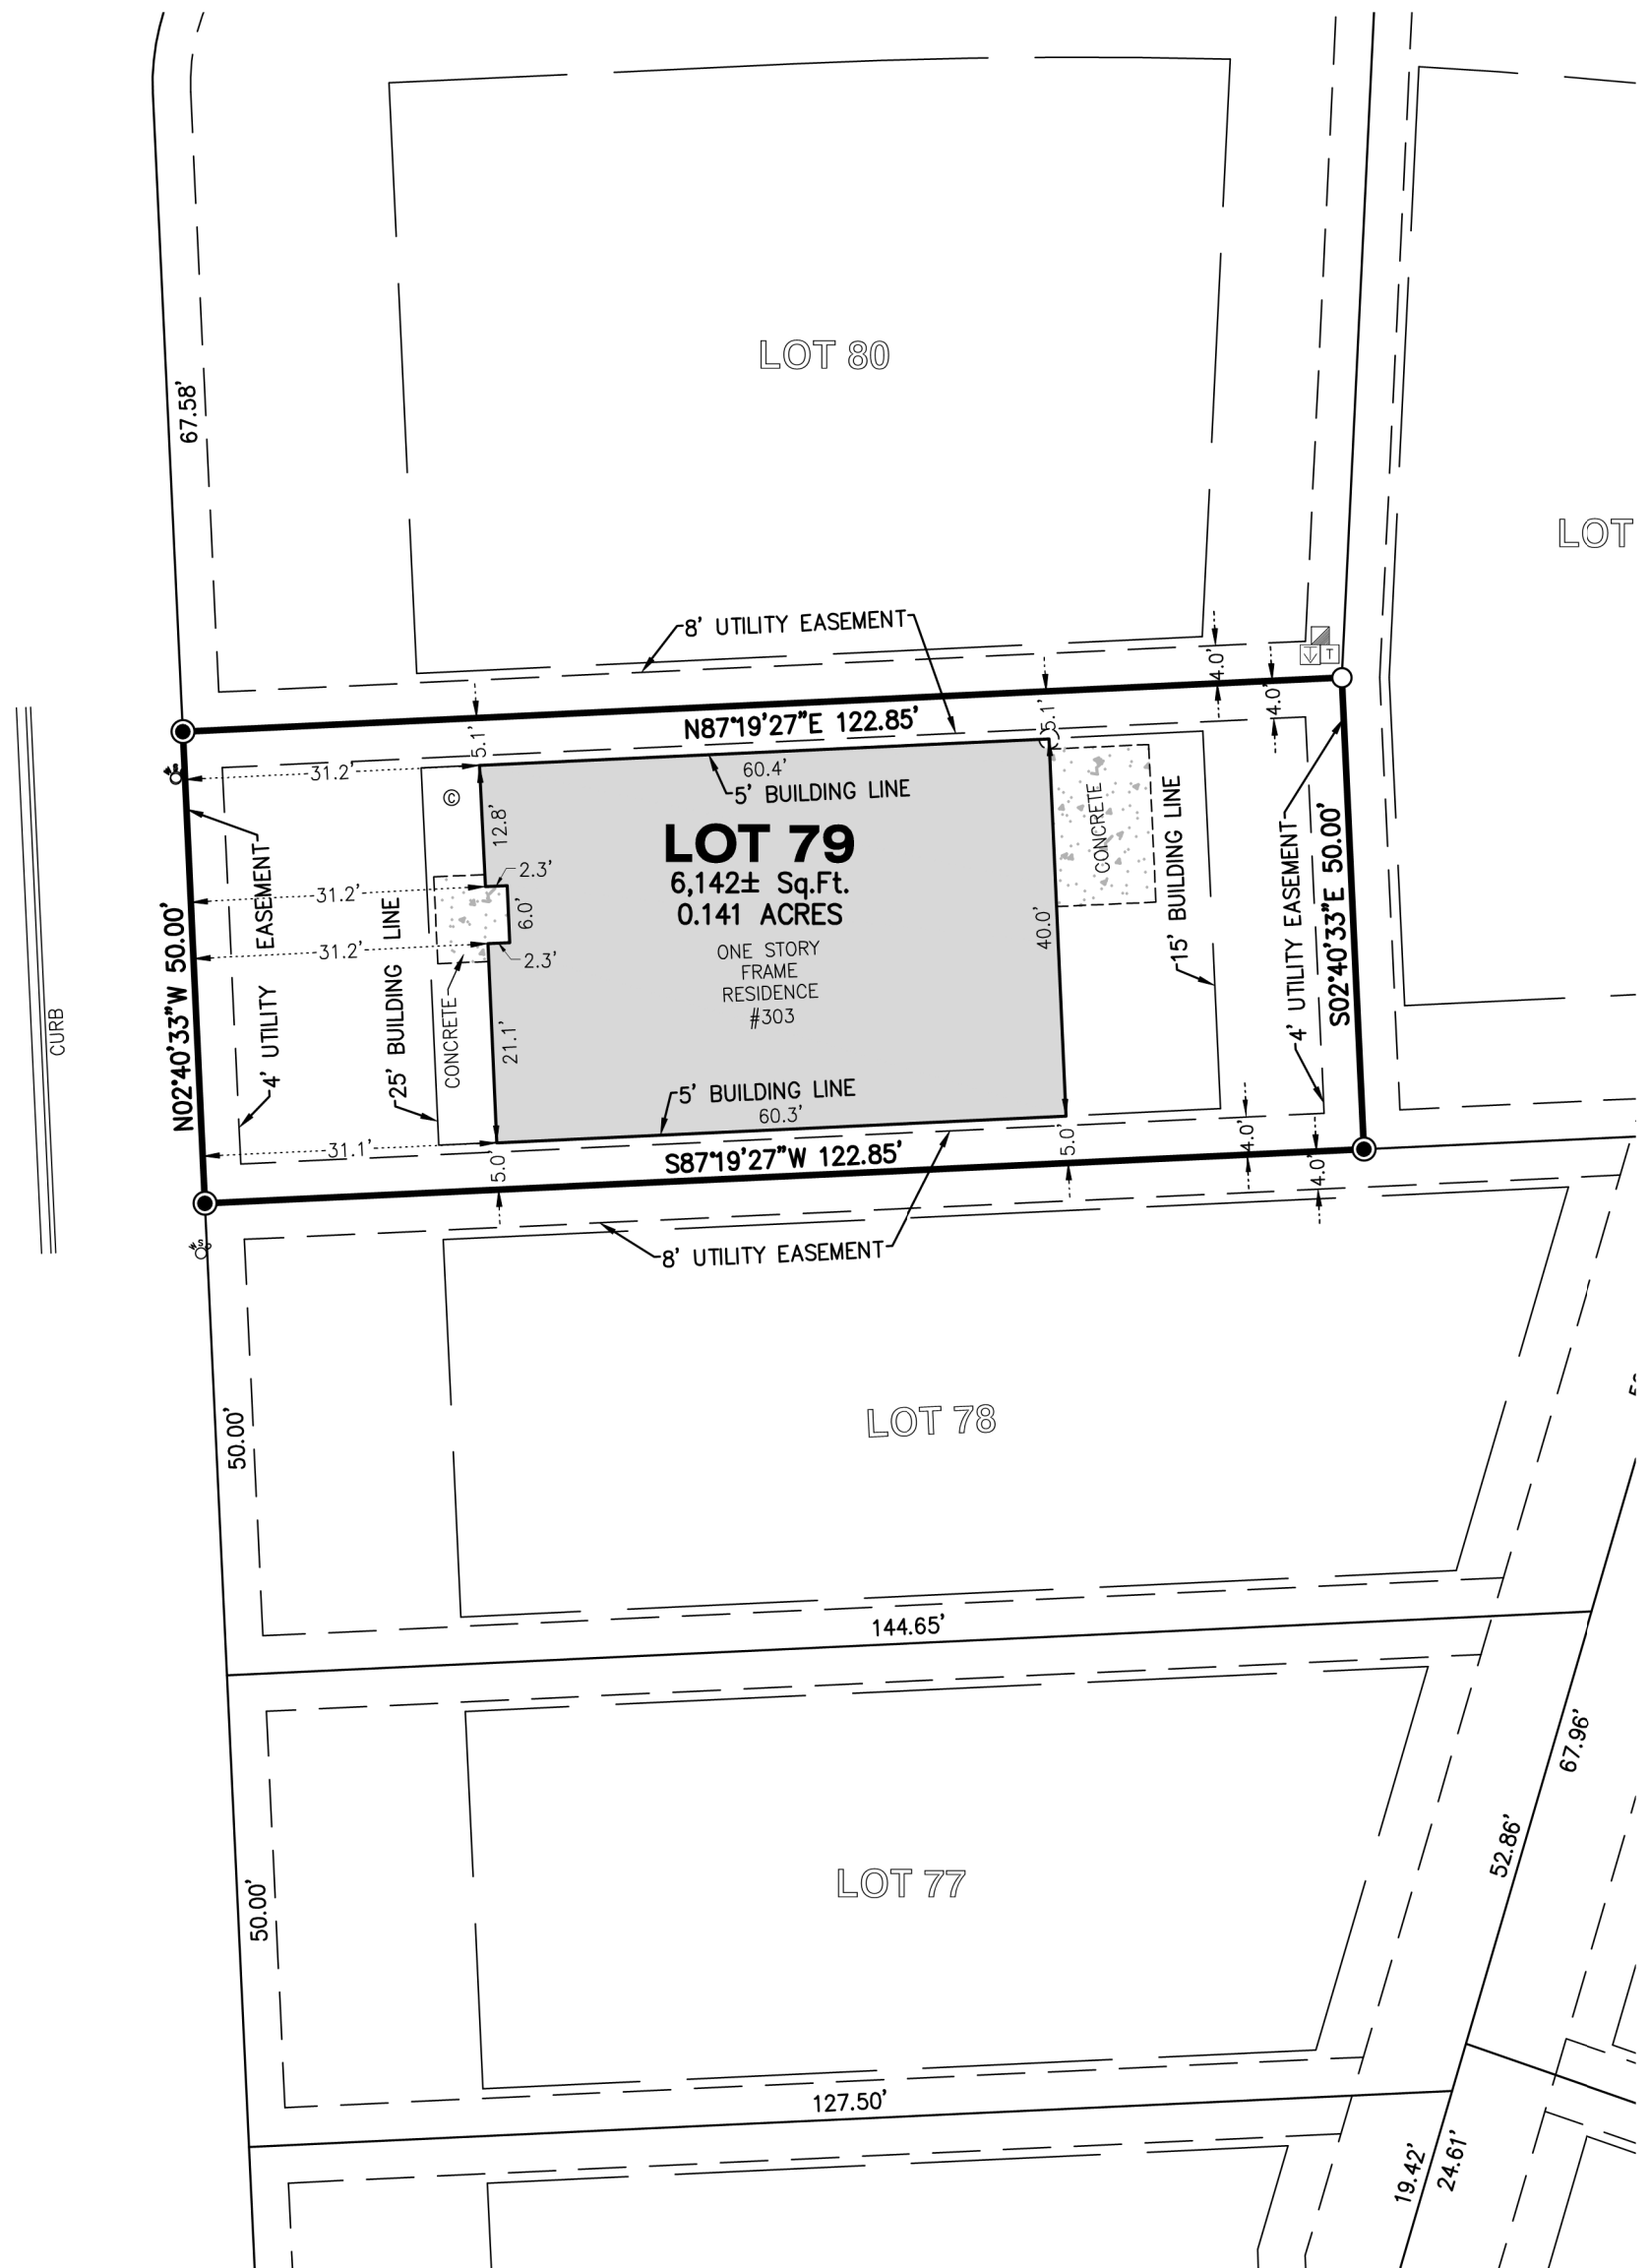 LOT 80
67.58'
LOT
8' UTILITY EASEMENT
4.0'
4.0'
T
N87°19'27"E 122.85'
5.1'
5.1'
31.2'
60.4'
5' BUILDING LINE
©
12.8'
LOT 79
6,142± Sq.Ft.
0.141 ACRES
ONE STORY
FRAME
RESIDENCE
#303
2.3'
31.2'
6.0'
31.2'
2.3'
40.0'
CONCRETE
15' BUILDING LINE
4' UTILITY EASEMENT
S02°40'33"E 50.00'
N02°40'33"W 50.00'
4' UTILITY EASEMENT
25' BUILDING LINE
CONCRETE
CURB
21.1'
5' BUILDING LINE
60.3'
31.1'
5.0'
S87°19'27"W 122.85'
5.0'
4.0'
4.0'
W S
8' UTILITY EASEMENT
LOT 78
50.00'
144.65'
67.96'
52.86'
LOT 77
50.00'
127.50'
19.42'
24.61'